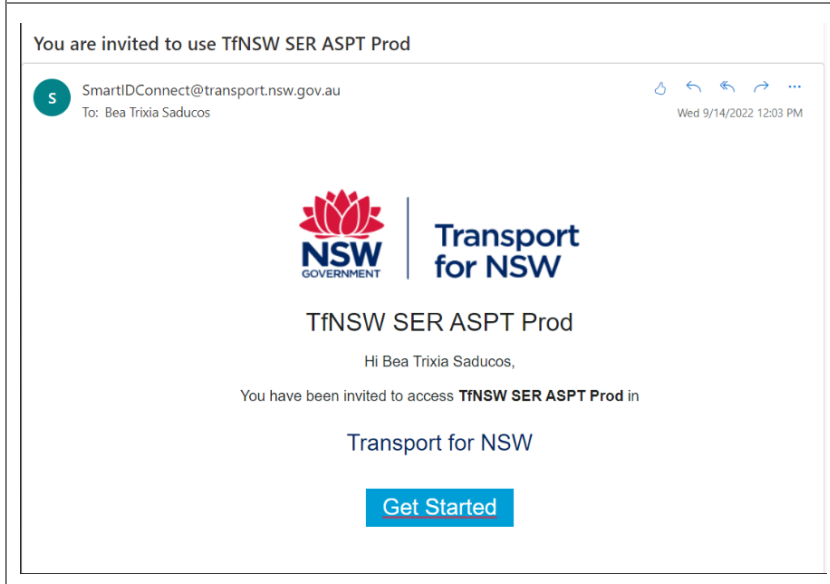 You are invited to use TfNSW SER ASPT Prod
S
SmartIDConnect@transport.nsw.gov.au
To: Bea Trixia Saducos
Wed 9/14/2022 12:03 PM
NSW
GOVERNMENT
Transport
for NSW
TfNSW SER ASPT Prod
Hi Bea Trixia Saducos,
You have been invited to access TfNSW SER ASPT Prod in
Transport for NSW
Get Started